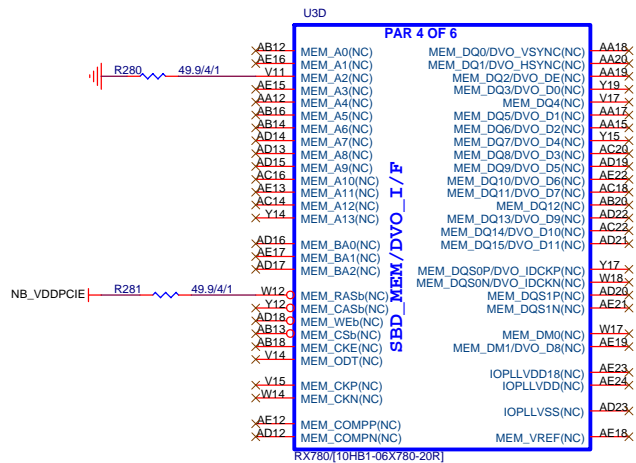 U3D
PAR 4 OF 6
AB12 MEM_A0(NC) MEM_DQ0/DVO_VSYNC(NC) AA18
AE16 MEM_A1(NC) MEM_DQ1/DVO_HSYNC(NC) AA20
R280 49.9/4/1 V11 MEM_A2(NC) MEM_DQ2/DVO_DE(NC) AA19
AE15 MEM_A3(NC) MEM_DQ3/DVO_D0(NC) Y19
AA12 MEM_A4(NC) MEM_DQ4(NC) V17
AB16 MEM_A5(NC) MEM_DQ5/DVO_D1(NC) AA17
AB14 MEM_A6(NC) MEM_DQ6/DVO_D2(NC) AA15
AD14 MEM_A7(NC) MEM_DQ7/DVO_D4(NC) Y15
AD13 MEM_A8(NC) MEM_DQ8/DVO_D3(NC) AC20
AD15 MEM_A9(NC) MEM_DQ9/DVO_D5(NC) AD19
AC16 MEM_A10(NC) MEM_DQ10/DVO_D6(NC) AE22
AE13 MEM_A11(NC) MEM_DQ11/DVO_D7(NC) AC18
AC14 MEM_A12(NC) MEM_DQ12(NC) AB20
Y14 MEM_A13(NC) MEM_DQ13/DVO_D9(NC) AD22
MEM_DQ14/DVO_D10(NC) AC22
AD16 MEM_BA0(NC) MEM_DQ15/DVO_D11(NC) AD21
AE17 MEM_BA1(NC)
AD17 MEM_BA2(NC) MEM_DQS0P/DVO_IDCKP(NC) Y17
MEM_DQS0N/DVO_IDCKN(NC) W18
NB_VDDPCIE R281 49.9/4/1 W12 MEM_RASb(NC) MEM_DQS1P(NC) AD20
Y12 MEM_CASb(NC) MEM_DQS1N(NC) AE21
AD18 MEM_WEb(NC)
AB13 MEM_CSb(NC) MEM_DM0(NC) W17
AB18 MEM_CKE(NC) MEM_DM1/DVO_D8(NC) AE19
V14 MEM_ODT(NC)
IOPLLVDD18(NC) AE23
V15 MEM_CKP(NC) IOPLLVDD(NC) AE24
W14 MEM_CKN(NC)
IOPLLVSS(NC) AD23
AE12 MEM_COMPP(NC)
AD12 MEM_COMPN(NC) MEM_VREF(NC) AE18
SBD_MEM/DVO_I/F
RX780/[10HB1-06X780-20R]